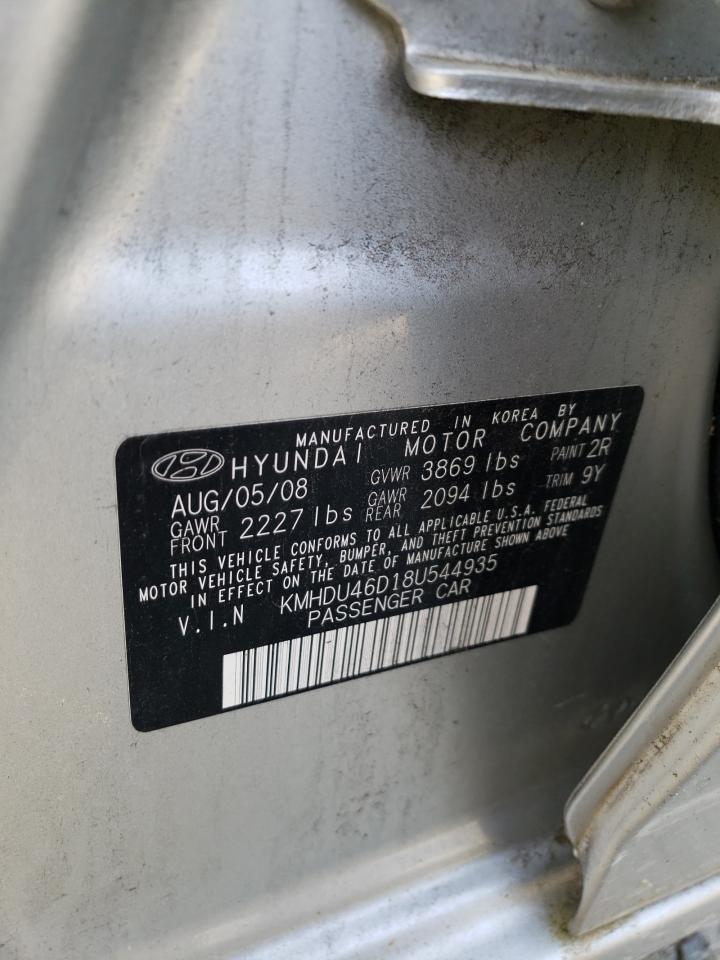 MANUFACTURED IN KOREA BY
HYUNDAI MOTOR COMPANY
AUG/05/08 GVWR 3869 lbs PAINT 2R
GAWR FRONT 2227 lbs GAWR REAR 2094 lbs TRIM 9Y
THIS VEHICLE CONFORMS TO ALL APPLICABLE U.S.A. FEDERAL
MOTOR VEHICLE SAFETY, BUMPER, AND THEFT PREVENTION STANDARDS
IN EFFECT ON THE DATE OF MANUFACTURE SHOWN ABOVE
V.I.N KMHDU46D18U544935
PASSENGER CAR